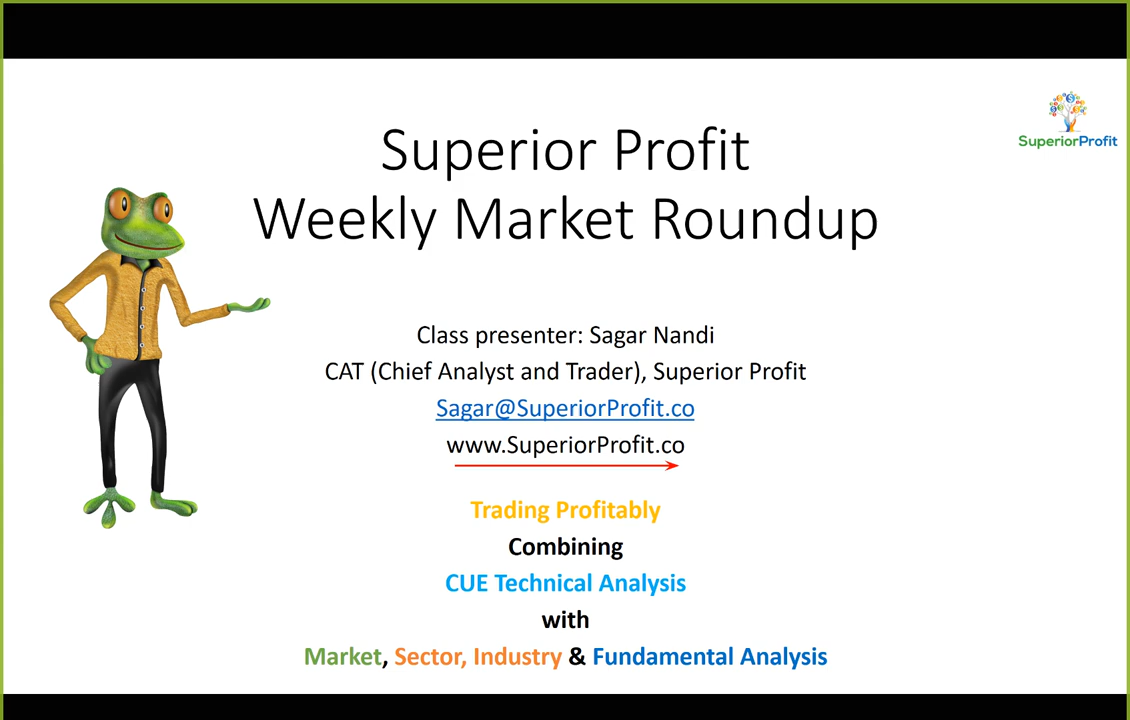 SuperiorProfit
Superior Profit
Weekly Market Roundup
Class presenter: Sagar Nandi
CAT (Chief Analyst and Trader), Superior Profit
Sagar@SuperiorProfit.co
www.SuperiorProfit.co
Trading Profitably
Combining
CUE Technical Analysis
with
Market, Sector, Industry & Fundamental Analysis